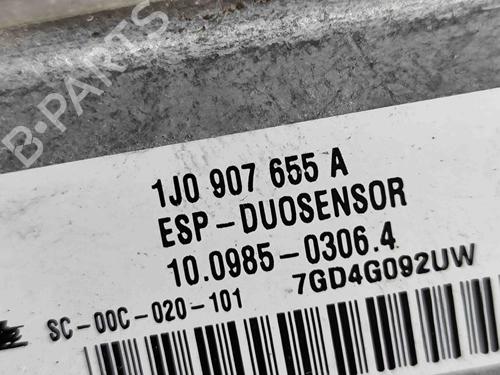 B-PARTS
1J0 907 655 A
ESP-DUOSENSOR
10.0985-0306.4
SC-00C-020-101 7GD4G092UW